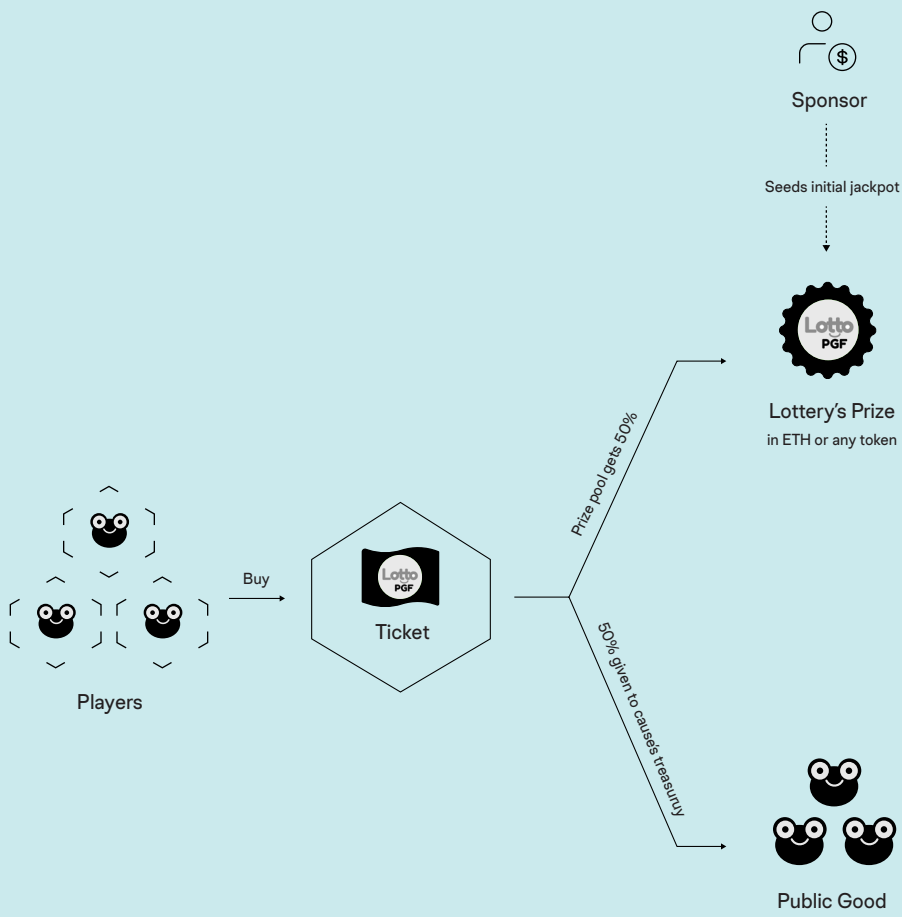 $
Sponsor
Seeds initial jackpot
Lotto
PGF
Lottery's Prize
in ETH or any token
Prize pool gets 50%
Players
Buy
Lotto
PGF
Ticket
50% given to cause's treasuruy
Public Good